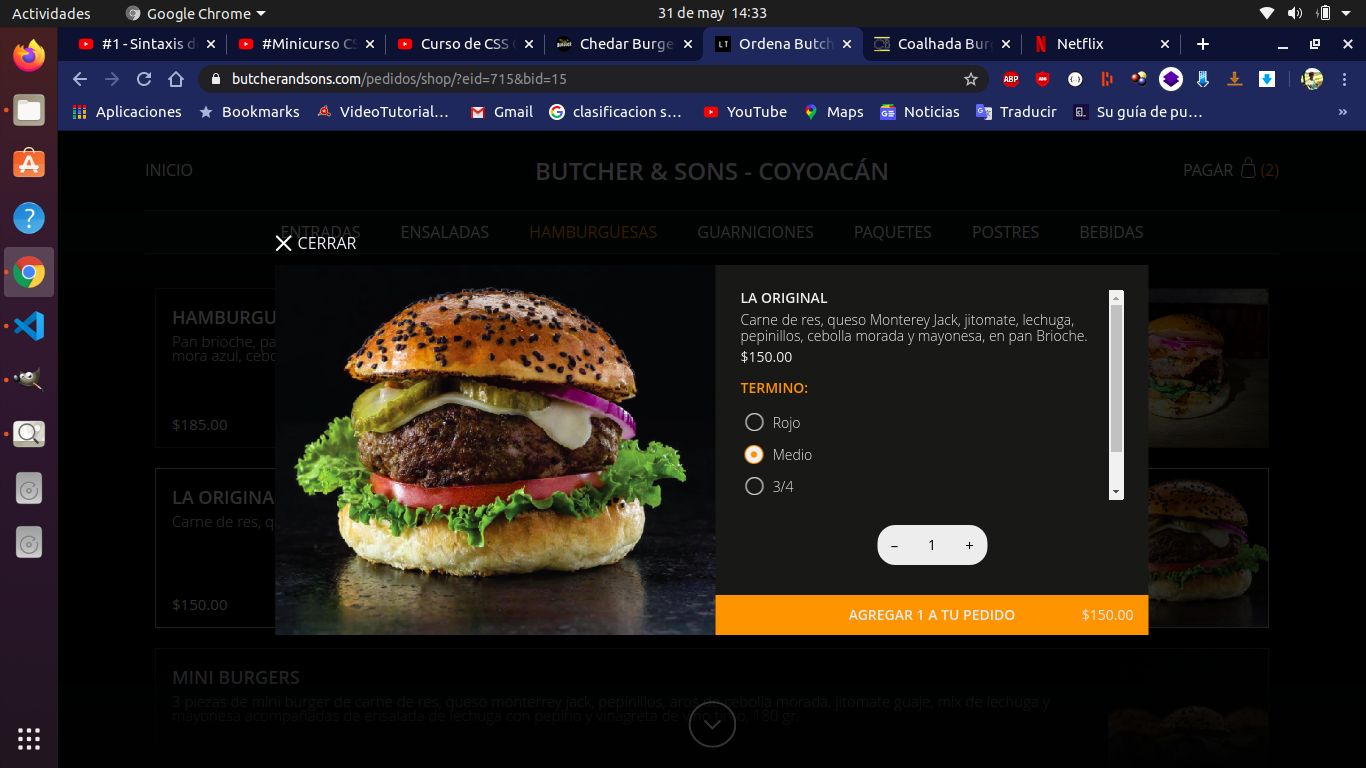 Actividades
Google Chrome
31 de may 14:33
#1 - Sintaxis d
#Minicurso CS
Curso de CSS
Chedar Burge
Ordena Butch
Coalhada Bur
Netflix
butcherandsons.com/pedidos/shop/?eid=715&bid=15
ABP
Aplicaciones
Bookmarks
VideoTutorial...
Gmail
clasificacion s...
YouTube
Maps
Noticias
Traducir
Su guía de pu...
»
INICIO
BUTCHER & SONS - COYOACÁN
PAGAR (2)
ENTRADAS
ENSALADAS
HAMBURGUESAS
GUARNICIONES
PAQUETES
POSTRES
BEBIDAS
CERRAR
HAMBURGU
Pan brioche, pa
mora azul, cebo
$185.00
LA ORIGINA
Carne de res, q
$150.00
LA ORIGINAL
Carne de res, queso Monterey Jack, jitomate, lechuga,
pepinillos, cebolla morada y mayonesa, en pan Brioche.
$150.00
TERMINO:
Rojo
Medio
3/4
– 1 +
AGREGAR 1 A TU PEDIDO $150.00
MINI BURGERS
3 piezas de mini burger de carne de res, queso monterrey jack, pepinillos, aros de cebolla morada, jitomate guaje, mix de lechuga y
mayonesa acompañadas de ensalada de lechuga con pepino y vinagreta de vino tinto, 180 gr.